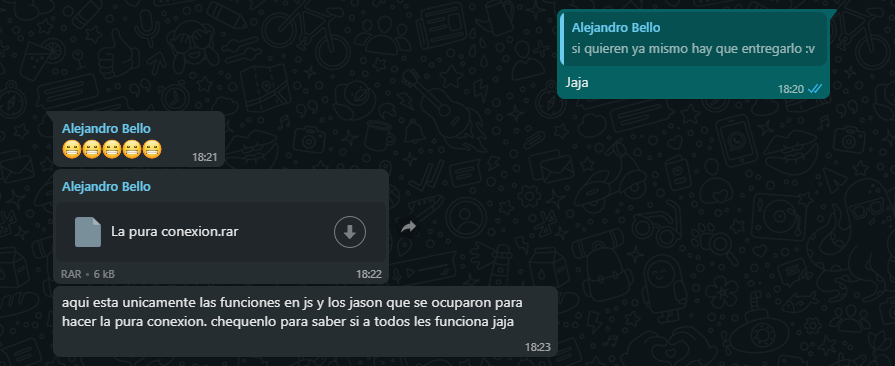 Alejandro Bello
si quieren ya mismo hay que entregarlo :v
Jaja
18:20
Alejandro Bello
😁😁😁😁😁
18:21
Alejandro Bello
La pura conexion.rar
RAR • 6 kB
18:22
aqui esta unicamente las funciones en js y los jason que se ocuparon para
hacer la pura conexion. chequenlo para saber si a todos les funciona jaja
18:23